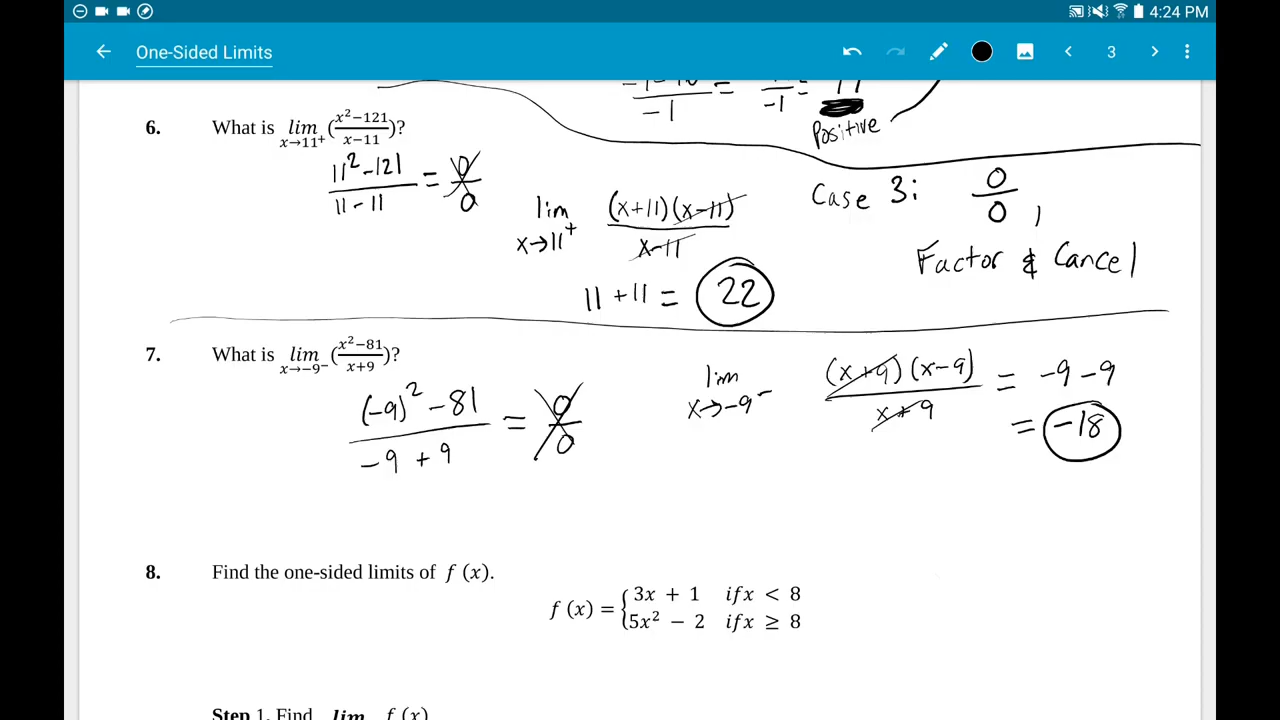 4:24 PM
One-Sided Limits
3
-1
-1
=
Positive
6. What is lim x→11⁺ (x²−121 / x−11)?
11² - 121 / 11 - 11 = 0/0
lim x→11⁺ (x+11)(x-11) / x-11
11 + 11 = 22
Case 3: 0/0,
Factor & Cancel
7. What is lim x→−9⁻ (x²−81 / x+9)?
(-9)² - 81 / -9 + 9 = 0/0
lim x→-9⁻ (x+9)(x-9) / x+9 = -9 - 9
= -18
8. Find the one-sided limits of f (x).
f (x) = { 3x + 1 ifx < 8
5x² − 2 ifx ≥ 8
Step 1. Find lim f (x)